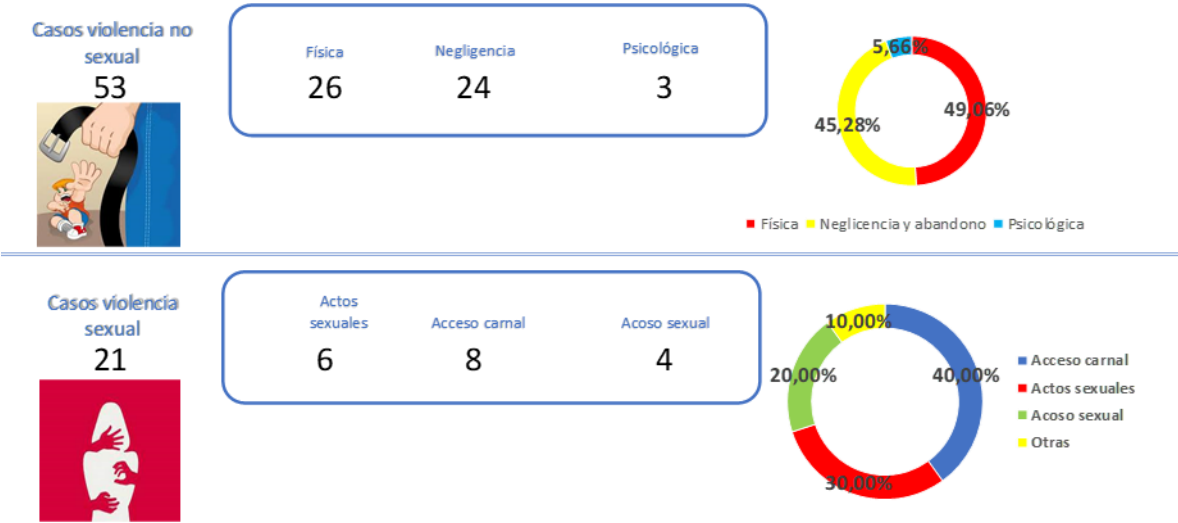 Casos violencia no
sexual
53
Física
26
Negligencia
24
Psicológica
3
5,66%
49,06%
45,28%
Física
Neglicencia y abandono
Psicológica
Casos violencia
sexual
21
Actos
sexuales
6
Acceso carnal
8
Acoso sexual
4
10,00%
20,00%
40,00%
30,00%
Acceso carnal
Actos sexuales
Acoso sexual
Otras